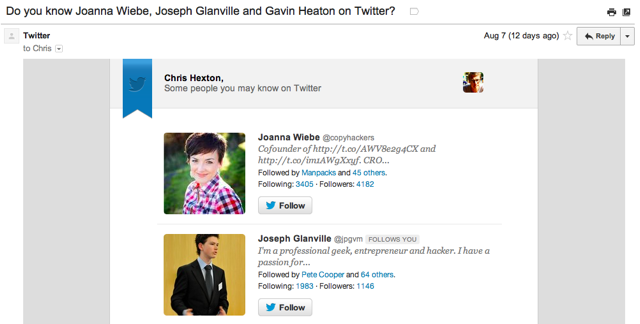 Do you know Joanna Wiebe, Joseph Glanville and Gavin Heaton on Twitter?
Twitter
Aug 7 (12 days ago)
Reply
to Chris
Chris Hexton,
Some people you may know on Twitter
Joanna Wiebe @copyhackers
Cofounder of http://t.co/AWV8e2g4CX and
http://t.co/im1AWgXxyf. CRO...
Followed by Manpacks and 45 others.
Following: 3405 · Followers: 4182
Follow
Joseph Glanville @jpgvm FOLLOWS YOU
I'm a professional geek, entrepreneur and hacker. I have a
passion for...
Followed by Pete Cooper and 64 others.
Following: 1983 · Followers: 1146
Follow